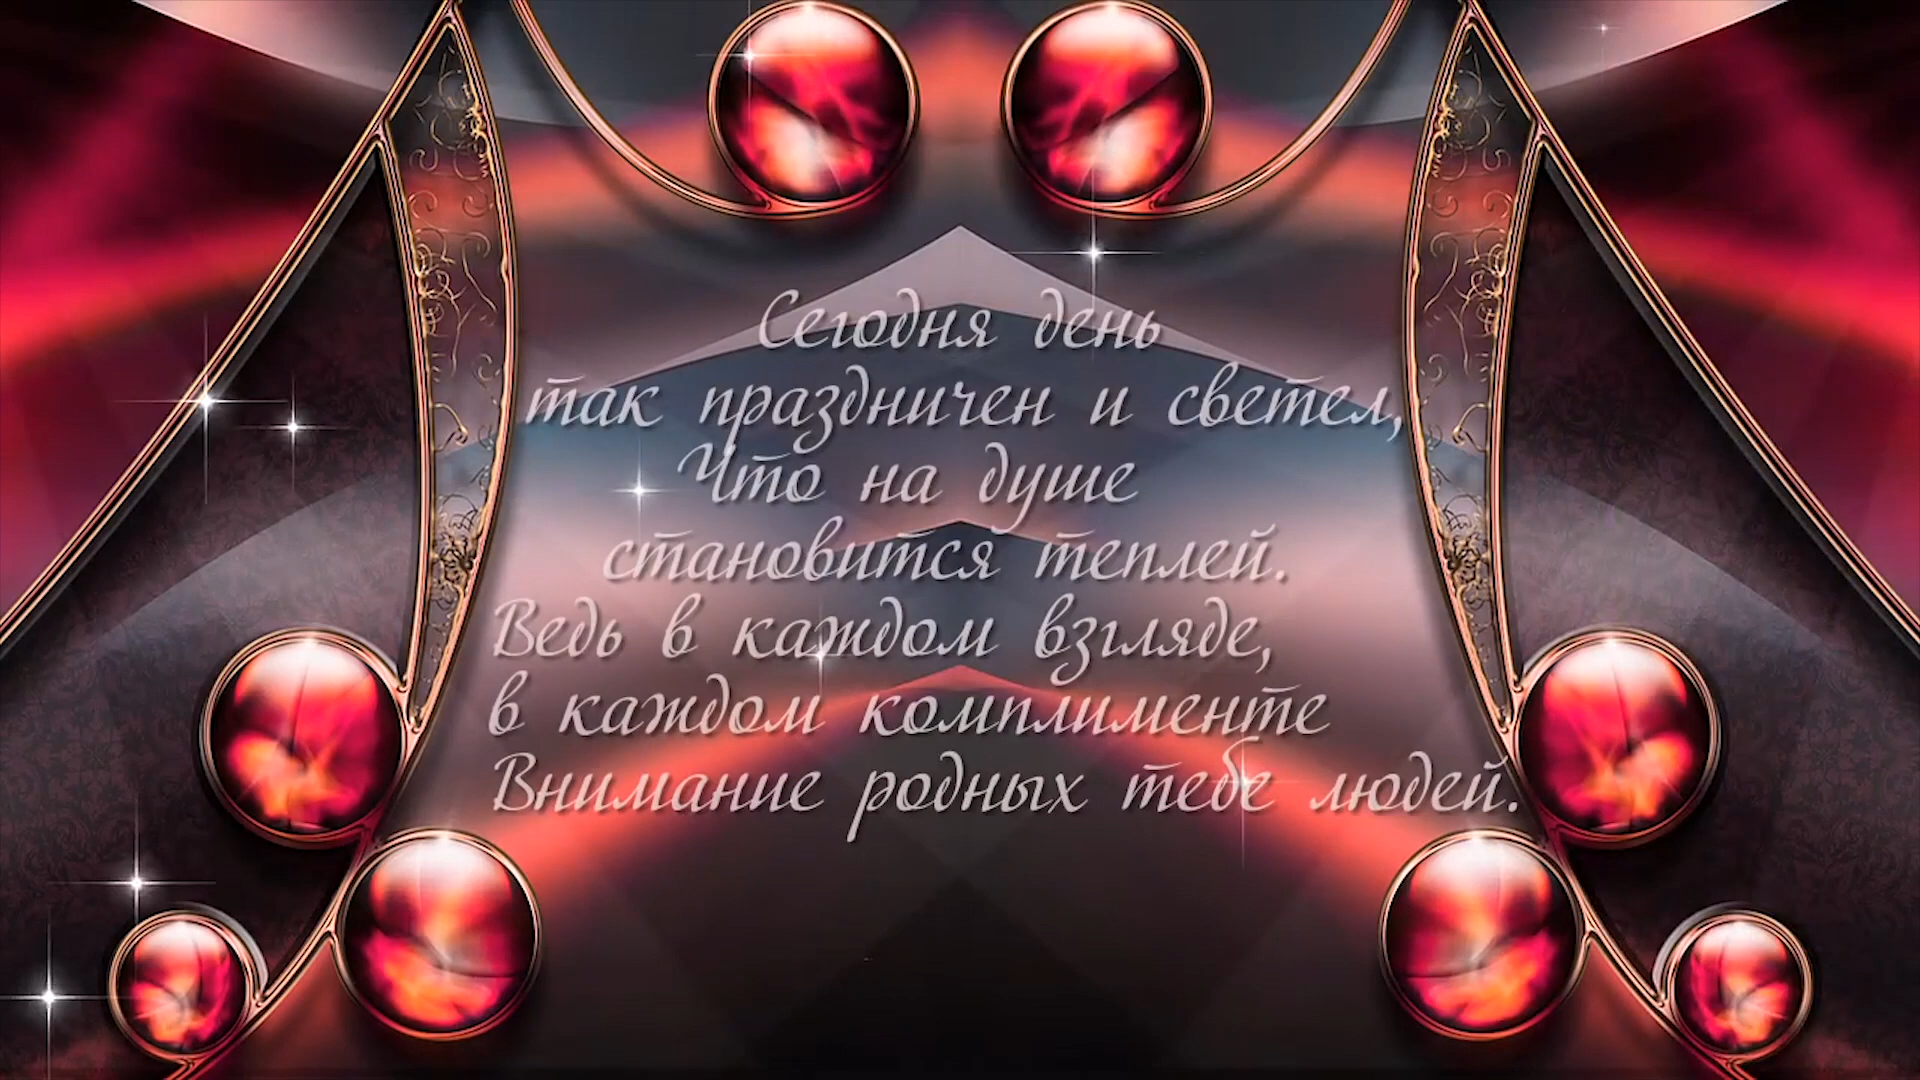 Сегодня день
так праздничен и светел,
Что на душе
становится теплей.
Ведь в каждом взгляде,
в каждом комплименте
Внимание родных тебе людей.